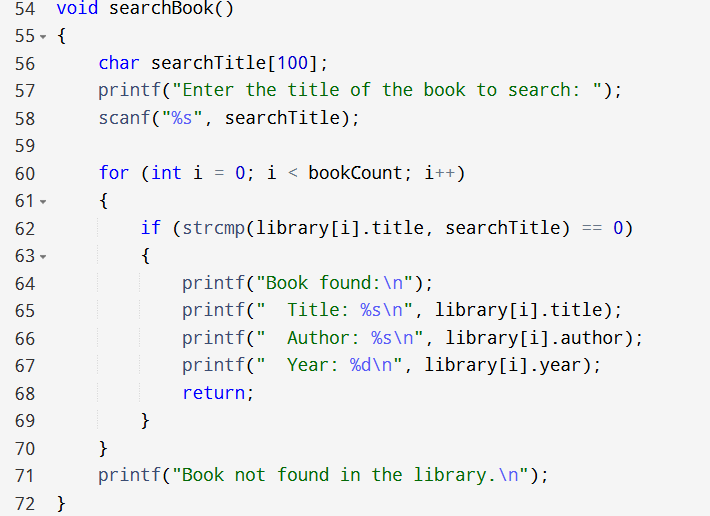 54 void searchBook()
55 {
56     char searchTitle[100];
57     printf("Enter the title of the book to search: ");
58     scanf("%s", searchTitle);
59
60     for (int i = 0; i < bookCount; i++)
61     {
62         if (strcmp(library[i].title, searchTitle) == 0)
63         {
64             printf("Book found:\n");
65             printf("  Title: %s\n", library[i].title);
66             printf("  Author: %s\n", library[i].author);
67             printf("  Year: %d\n", library[i].year);
68             return;
69         }
70     }
71     printf("Book not found in the library.\n");
72 }